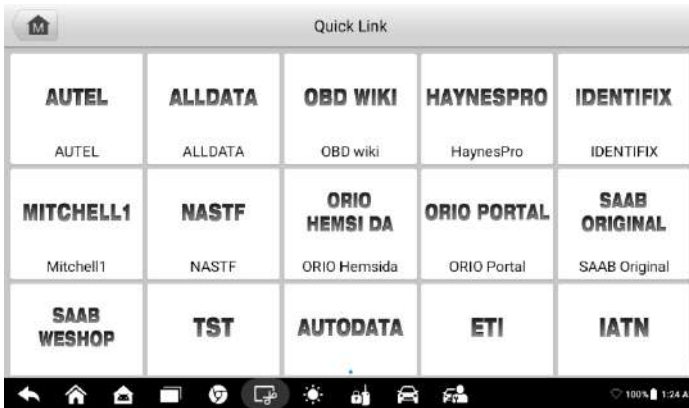 M
Quick Link
AUTEL
AUTEL
ALLDATA
ALLDATA
OBD WIKI
OBD wiki
HAYNESPRO
HaynesPro
IDENTIFIX
IDENTIFIX
MITCHELL1
Mitchell1
NASTF
NASTF
ORIO
HEMSI DA
ORIO Hemsida
ORIO PORTAL
ORIO Portal
SAAB
ORIGINAL
SAAB Original
SAAB
WESHOP
TST
AUTODATA
ETI
IATN
100% 1:24 A